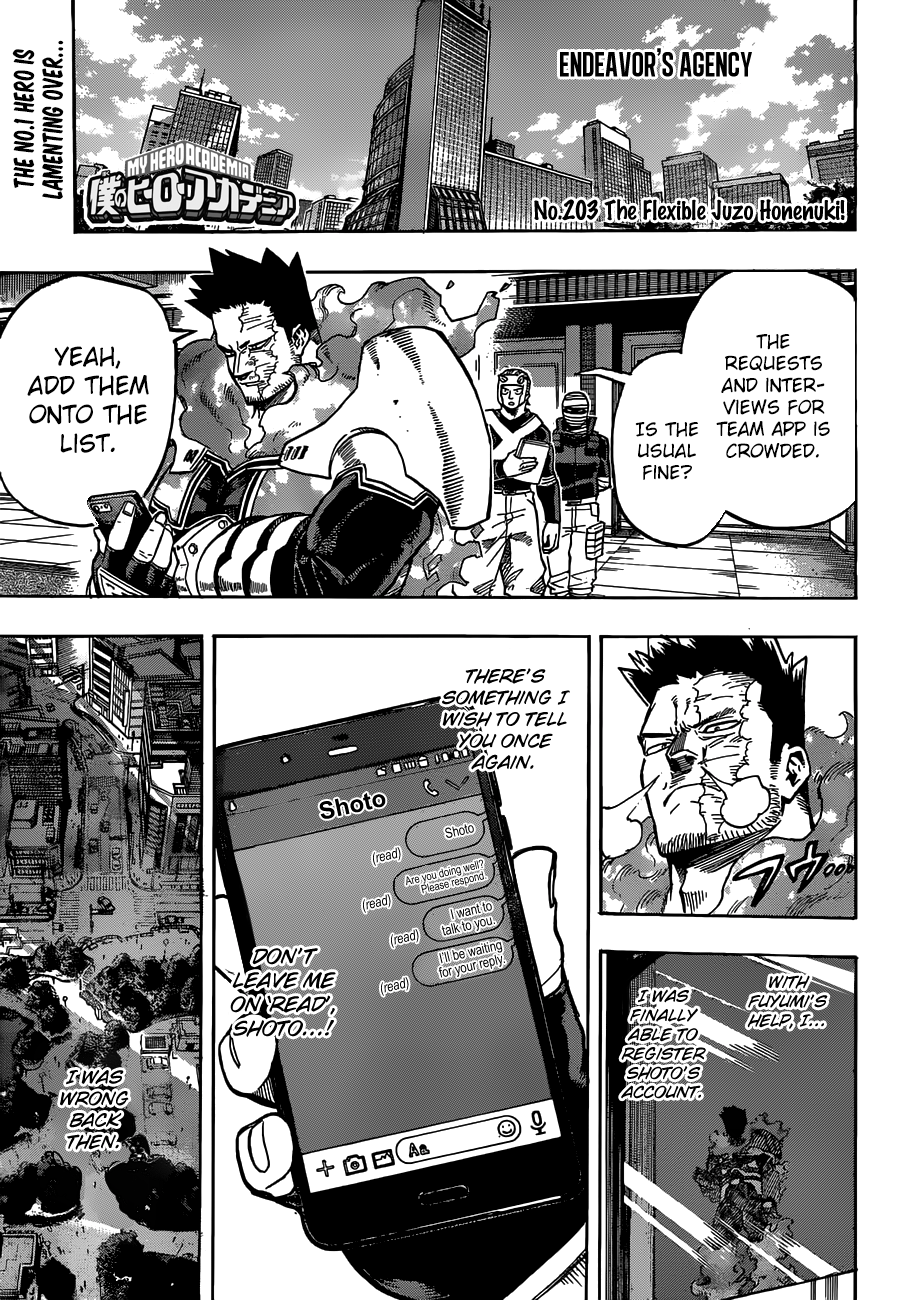 THE NO.1 HERO IS
LAMENTING OVER...
ENDEAVOR'S AGENCY
MY HERO ACADEMIA
僕のヒーローアカデミア
No.203 The Flexible Juzo Honenuki!
THE
REQUESTS
AND INTER-
VIEWS FOR
TEAM APP IS
CROWDED.
IS THE
USUAL
FINE?
YEAH,
ADD THEM
ONTO THE
LIST.
フゥ
OOO
WITH
FUYUMI'S
HELP, I...
I WAS
FINALLY
ABLE TO
REGISTER
SHOTO'S
ACCOUNT.
THERE'S
SOMETHING I
WISH TO TELL
YOU ONCE
AGAIN.
Shoto
Shoto
(read)
Are you doing well?
Please respond.
(read)
I want to
talk to you.
(read)
I'll be waiting
for your reply.
(read)
DON'T
LEAVE ME
ON 'READ',
SHOTO...!
Aa
I WAS
WRONG
BACK
THEN.